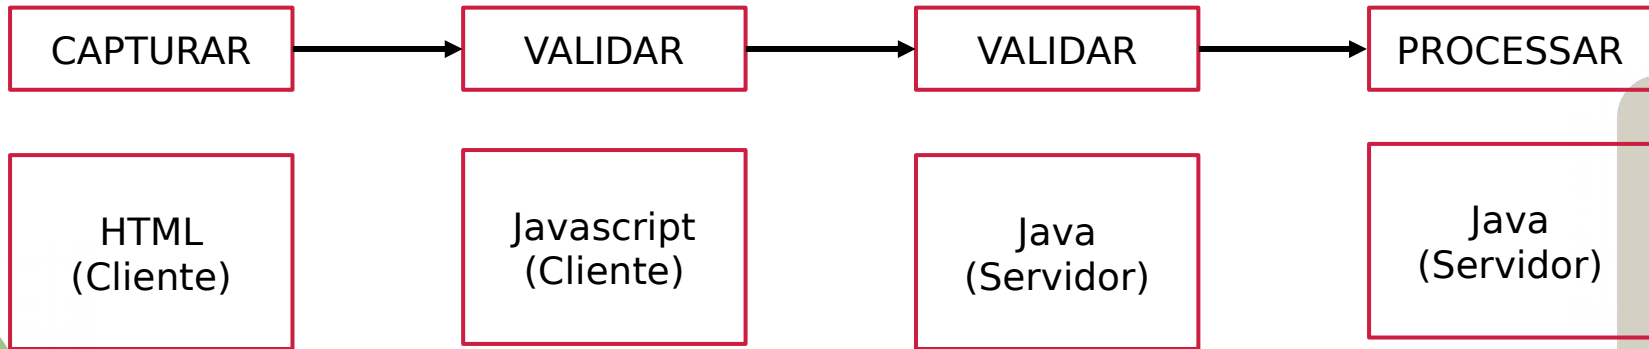 CAPTURAR
VALIDAR
VALIDAR
PROCESSAR
HTML
(Cliente)
Javascript
(Cliente)
Java
(Servidor)
Java
(Servidor)